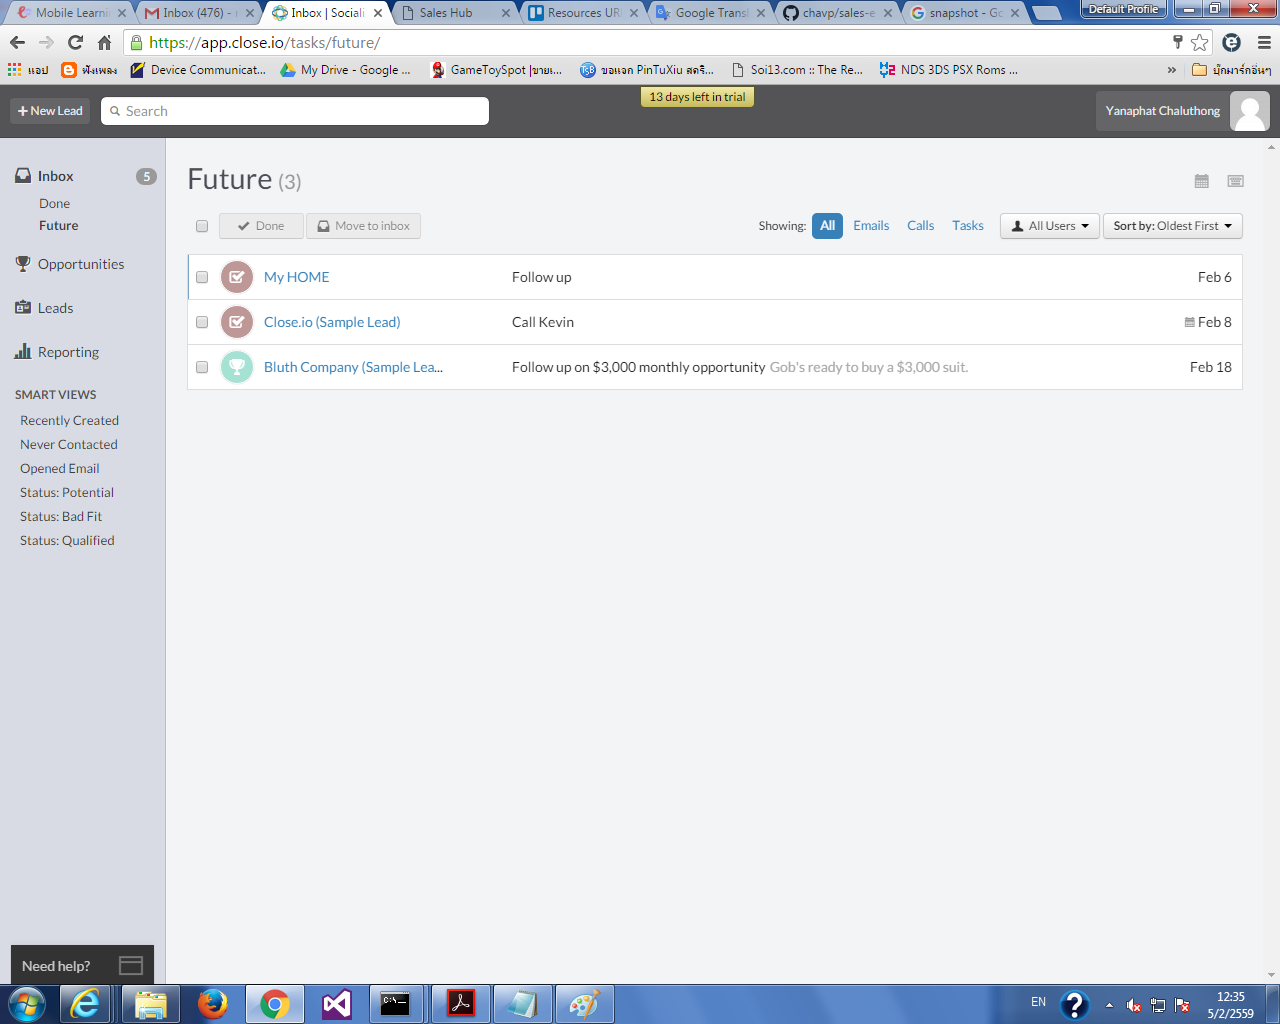 Mobile Learnin
Inbox (476) -
Inbox | Sociali
Sales Hub
Resources UR
Google Transl
chavp/sales-e
snapshot - Go
Default Profile
https://app.close.io/tasks/future/
แอป
ฟังเพลง
Device Communicat...
My Drive - Google ...
GameToySpot |ขายเ...
ขอแจก PinTuXiu สตรี...
Soi13.com :: The Re...
NDS 3DS PSX Roms ...
»
บุ๊กมาร์กอื่นๆ
+ New Lead
Search
13 days left in trial
Yanaphat Chaluthong
Inbox
5
Done
Future
Opportunities
Leads
Reporting
SMART VIEWS
Recently Created
Never Contacted
Opened Email
Status: Potential
Status: Bad Fit
Status: Qualified
Need help?
Future (3)
Done
Move to inbox
Showing:
All
Emails
Calls
Tasks
All Users
Sort by: Oldest First
My HOME Follow up Feb 6
Close.io (Sample Lead) Call Kevin Feb 8
Bluth Company (Sample Lea... Follow up on $3,000 monthly opportunity Gob's ready to buy a $3,000 suit. Feb 18
EN
12:35
5/2/2559